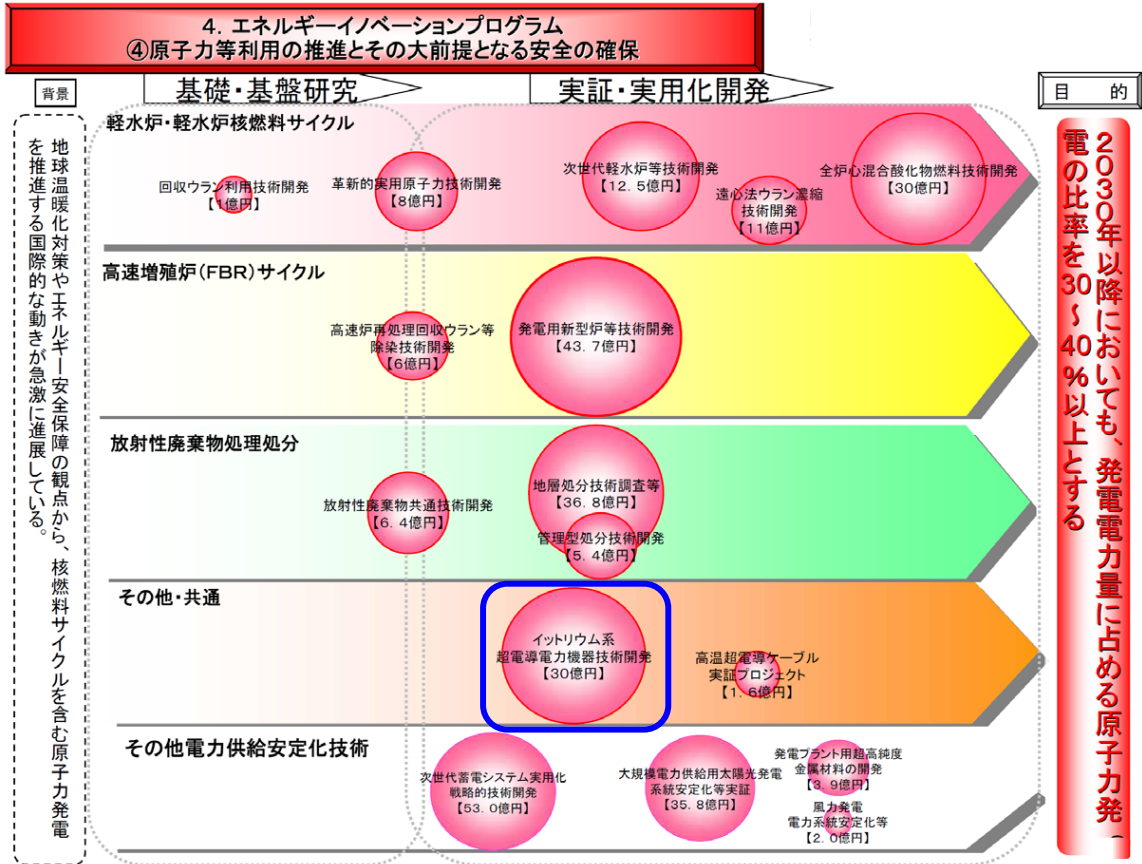 4．エネルギーイノベーションプログラム
④原子力等利用の推進とその大前提となる安全の確保
背景
基礎・基盤研究
実証・実用化開発
目　的
地球温暖化対策やエネルギー安全保障の観点から、核燃料サイクルを含む原子力発電
を推進する国際的な動きが急激に進展している。
軽水炉・軽水炉核燃料サイクル
回収ウラン利用技術開発
【1億円】
革新的実用原子力技術開発
【8億円】
次世代軽水炉等技術開発
【12．5億円】
遠心法ウラン濃縮
技術開発
【11億円】
全炉心混合酸化物燃料技術開発
【30億円】
高速増殖炉（FBR）サイクル
高速炉再処理回収ウラン等
除染技術開発
【6億円】
発電用新型炉等技術開発
【43．7億円】
放射性廃棄物処理処分
放射性廃棄物共通技術開発
【6．4億円】
地層処分技術調査等
【36．8億円】
管理型処分技術開発
【5．4億円】
その他・共通
イットリウム系
超電導電力機器技術開発
【30億円】
高温超電導ケーブル
実証プロジェクト
【1．6億円】
その他電力供給安定化技術
次世代蓄電システム実用化
戦略的技術開発
【53．0億円】
大規模電力供給用太陽光発電
系統安定化等実証
【35．8億円】
発電プラント用超高純度
金属材料の開発
【3．9億円】
風力発電
電力系統安定化等
【2．0億円】
2030年以降においても、発電電力量に占める原子力発
電の比率を30～40％以上とする。